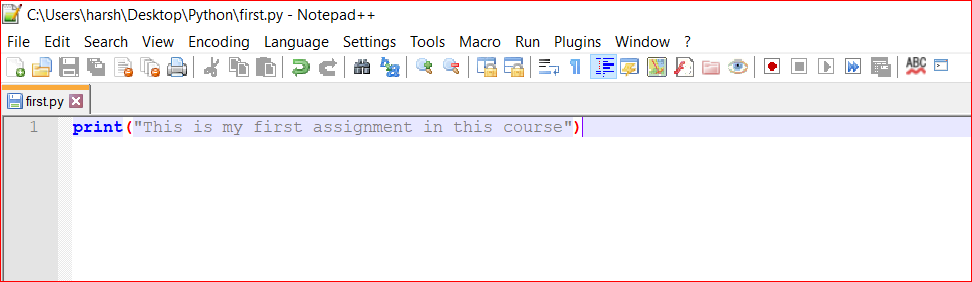 C:\Users\harsh\Desktop\Python\first.py - Notepad++
File Edit Search View Encoding Language Settings Tools Macro Run Plugins Window ?
ABC
first.py
1 print("This is my first assignment in this course")